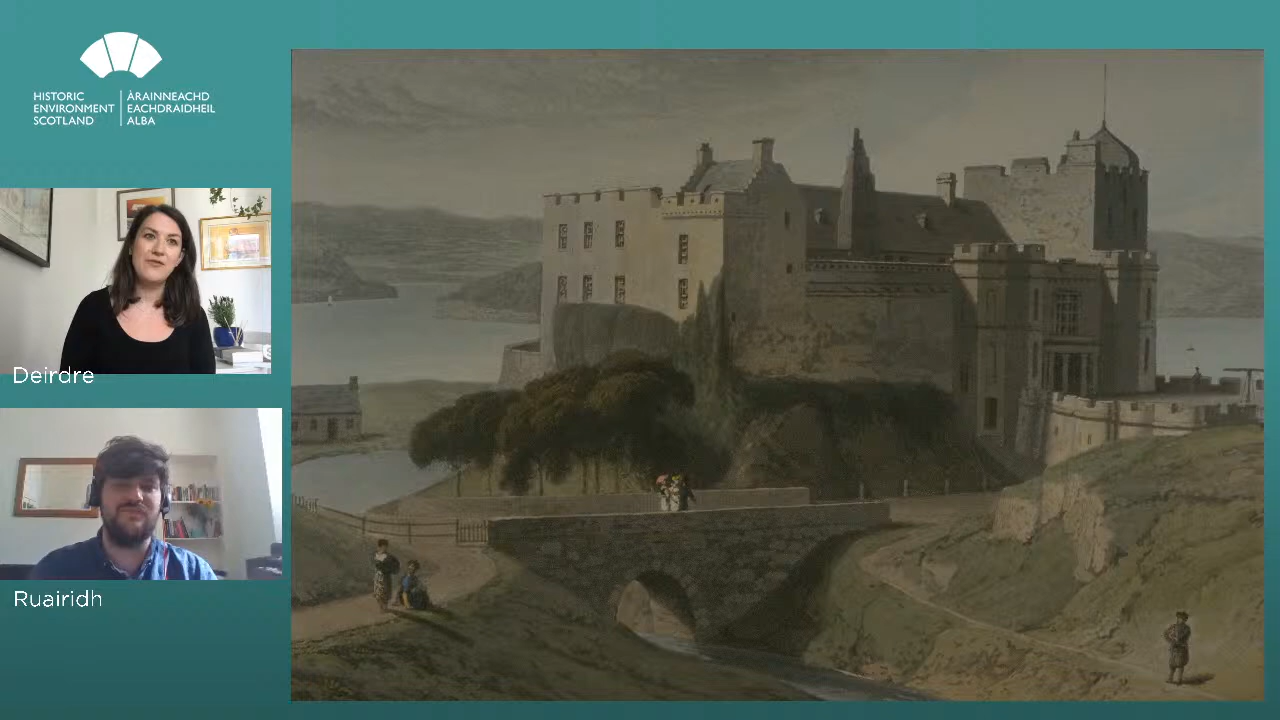 HISTORIC
ENVIRONMENT
SCOTLAND
ÀRAINNEACHD
EACHDRAIDHEIL
ALBA
Deirdre
Ruairidh